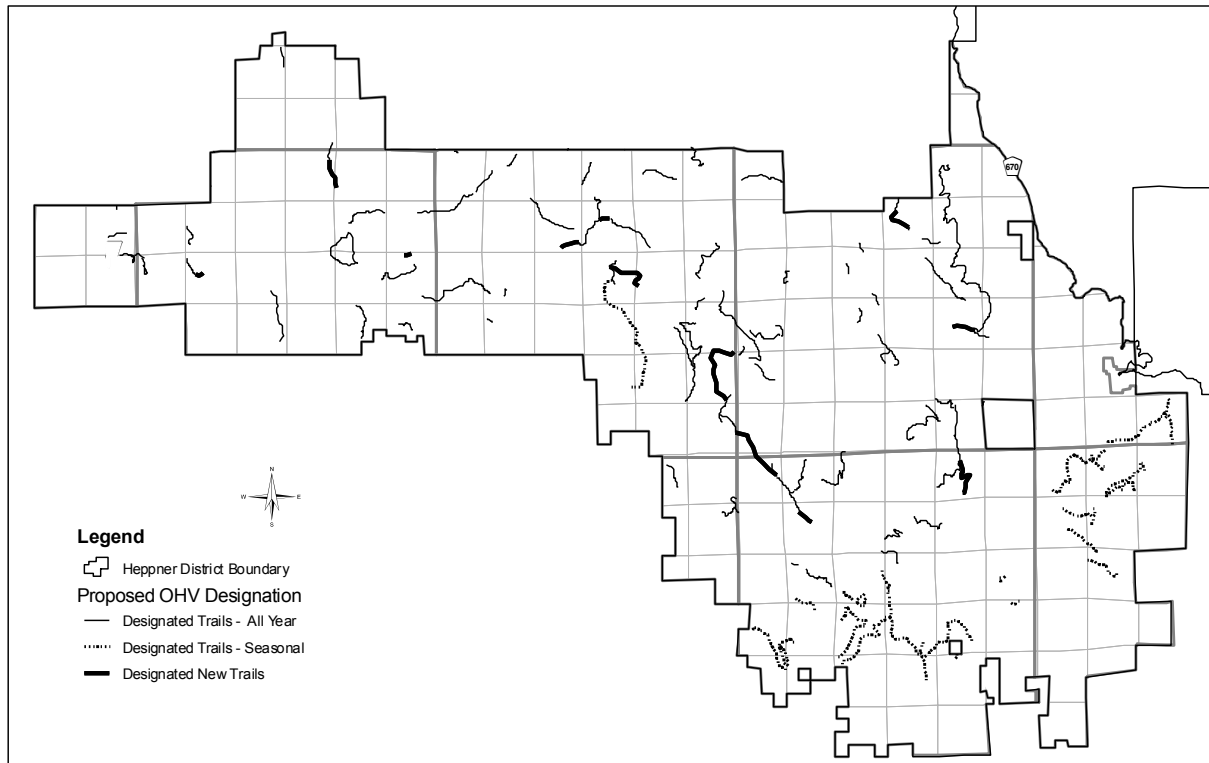 670
N
W E
S
Legend
Heppner District Boundary
Proposed OHV Designation
Designated Trails - All Year
Designated Trails - Seasonal
Designated New Trails